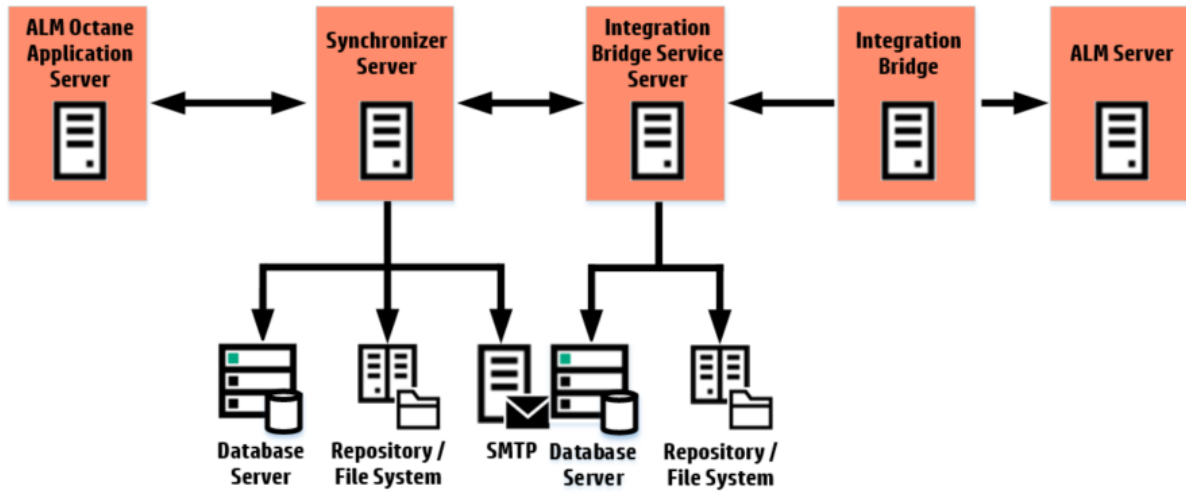 ALM Octane
Application
Server
Synchronizer
Server
Integration
Bridge Service
Server
Integration
Bridge
ALM Server
Database
Server
Repository /
File System
SMTP
Database
Server
Repository /
File System